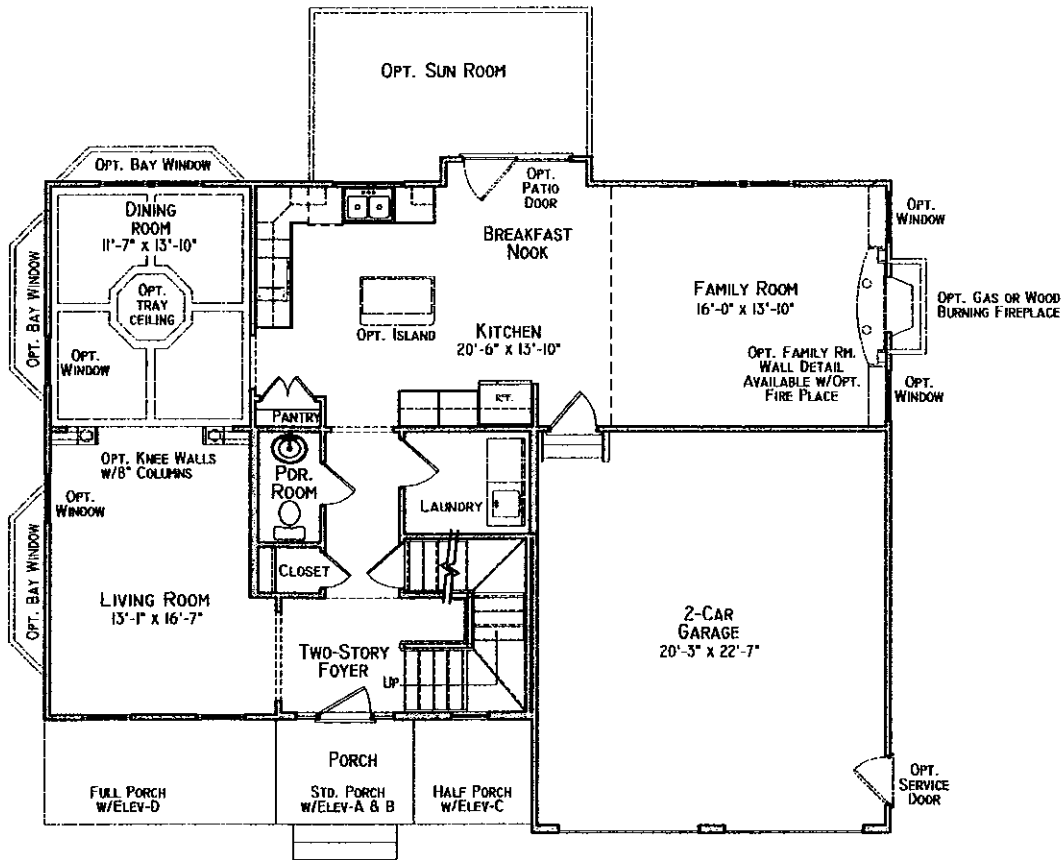 OPT. SUN ROOM
OPT. BAY WINDOW
OPT. PATIO DOOR
OPT. WINDOW
DINING
ROOM
11'-7" x 13'-10"
BREAKFAST
NOOK
OPT. BAY WINDOW
OPT.
TRAY
CEILING
FAMILY ROOM
16'-0" x 13'-10"
OPT. GAS OR WOOD
BURNING FIREPLACE
OPT. ISLAND
KITCHEN
20'-6" x 13'-10"
OPT.
WINDOW
OPT. FAMILY RM.
WALL DETAIL
AVAILABLE W/OPT.
FIRE PLACE
OPT.
WINDOW
PANTRY
OPT. KNEE WALLS
W/8" COLUMNS
PDR.
ROOM
OPT.
WINDOW
LAUNDRY
OPT. BAY WINDOW
CLOSET
LIVING ROOM
13'-1" x 16'-7"
2-CAR
GARAGE
20'-3" x 22'-7"
TWO-STORY
FOYER
UP
PORCH
FULL PORCH
W/ELEV-D
STD. PORCH
W/ELEV-A & B
HALF PORCH
W/ELEV-C
OPT.
SERVICE
DOOR